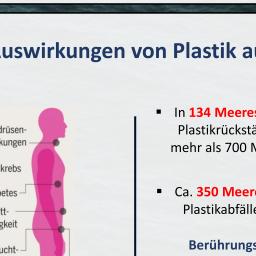 Auswirkungen von Plastik au
drüsen-
kungen
krebs
betes
tt-
gkeit
ucht-
▪ In 134 Meeres
Plastikrückstä
mehr als 700 M
▪ Ca. 350 Meere
Plastikabfälle
Berührungs